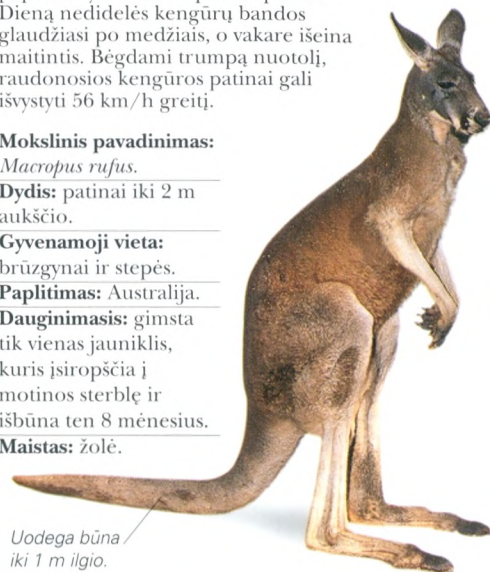 Dieną nedidelės kengūrų bandos
glaudžiasi po medžiais, o vakare išeina
maitintis. Bėgdami trumpą nuotolį,
raudonosios kengūros patinai gali
išvystyti 56 km/h greitį.
Mokslinis pavadinimas:
Macropus rufus.
Dydis: patinai iki 2 m
aukščio.
Gyvenamoji vieta:
brūzgynai ir stepės.
Paplitimas: Australija.
Dauginimasis: gimsta
tik vienas jauniklis,
kuris įsiropščia į
motinos sterblę ir
išbūna ten 8 mėnesius.
Maistas: žolė.
Uodega būna
iki 1 m ilgio.